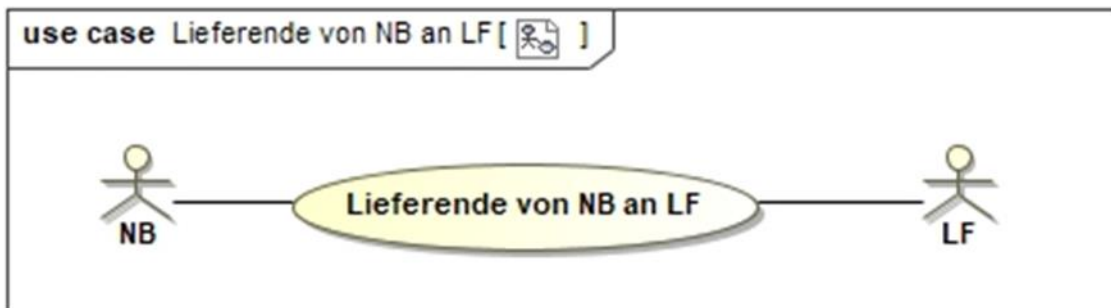 use case Lieferende von NB an LF [ ]
Lieferende von NB an LF
NB
LF